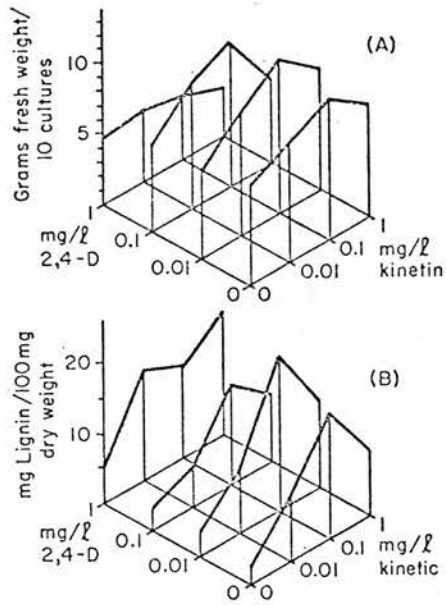 (A)
Grams fresh weight/
10 cultures
10
5
1
0.1
0.01
0
mg/l
2,4-D
0
0.01
0.1
1
mg/l
kinetin
(B)
mg Lignin/100mg
dry weight
20
10
1
0.1
0.01
0
mg/l
2,4-D
0
0.01
0.1
1
mg/l
kinetic